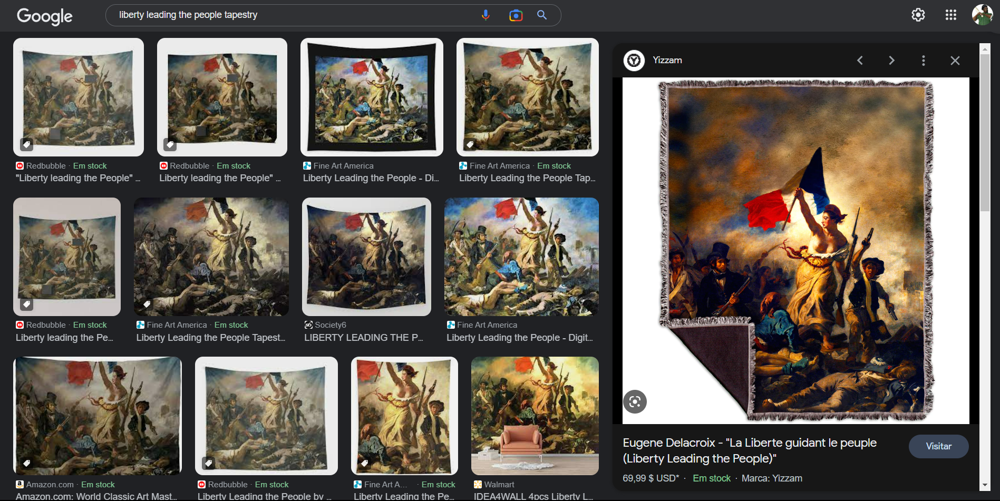 Google
liberty leading the people tapestry
Redbubble · Em stock
"Liberty leading the People" ...
Redbubble · Em stock
Liberty leading the People" ...
Fine Art America
Liberty Leading the People - Di...
Fine Art America · Em stock
Liberty Leading the People Tap...
Redbubble · Em stock
Liberty leading the Pe...
Fine Art America · Em stock
Liberty Leading the People Tapest...
Society6
LIBERTY LEADING THE P...
Fine Art America
Liberty Leading the People - Digit...
Amazon.com · Em stock
Amazon.com: World Classic Art Mast...
Redbubble · Em stock
Liberty Leading the People by ...
Fine Art A... · Em stock
Liberty Leading the Pe...
Walmart
IDEA4WALL 4pcs Liberty L...
Yizzam
Eugene Delacroix - "La Liberte guidant le peuple
(Liberty Leading the People)"
Visitar
69,99 $ USD* · Em stock · Marca: Yizzam